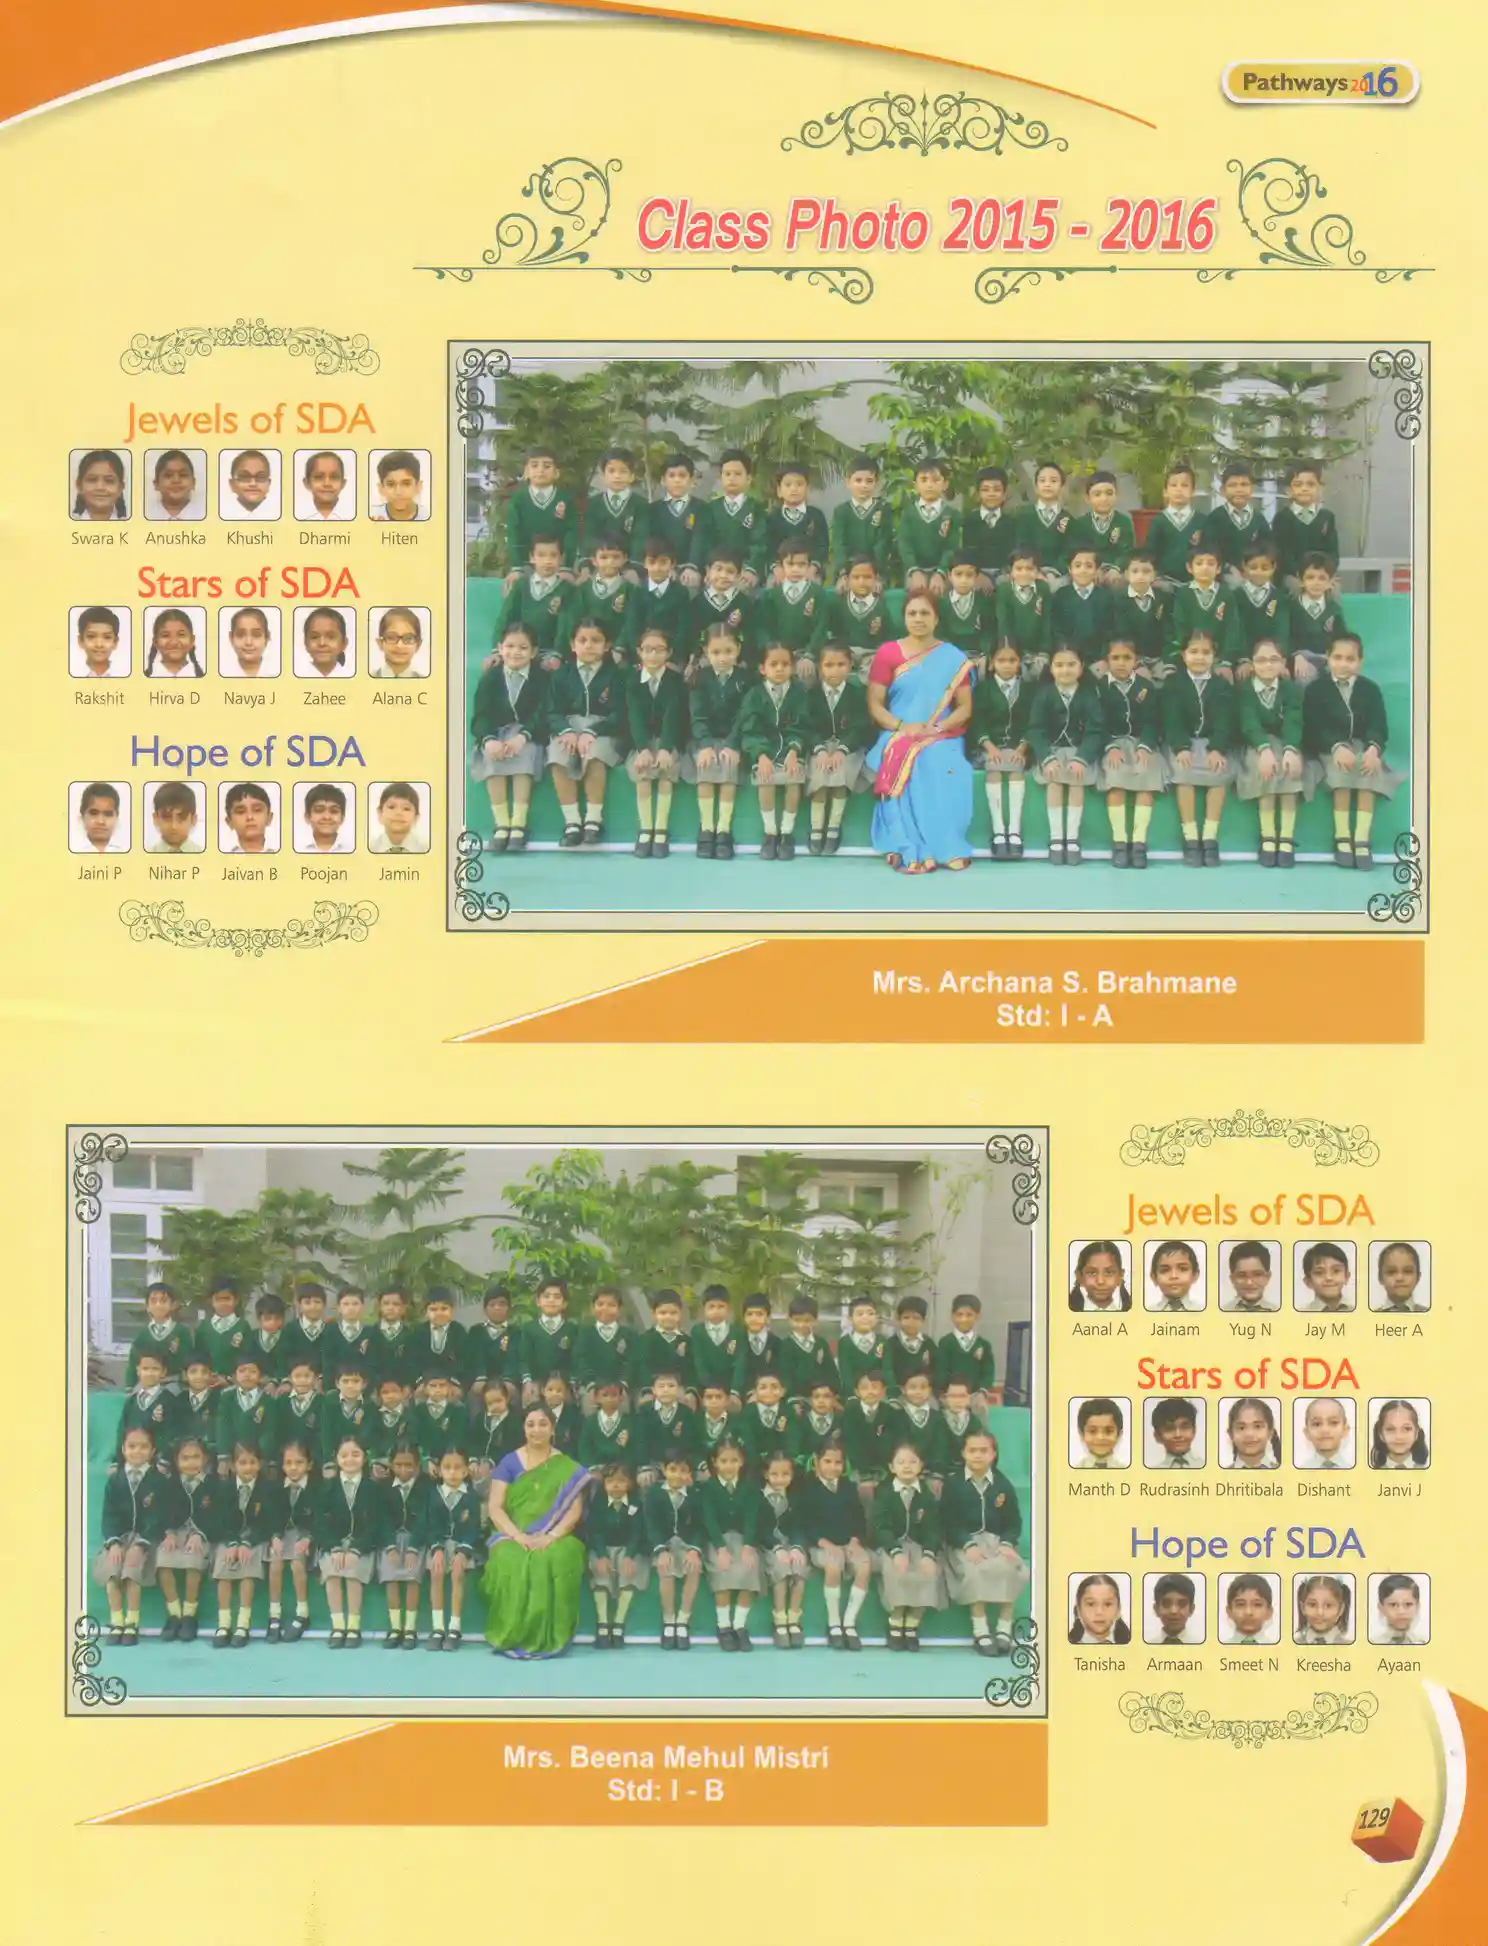 Pathways 2016
Class Photo 2015 - 2016
Jewels of SDA
Swara K Anushka Khushi Dharmi Hiten
Stars of SDA
Rakshit Hirva D Navya J Zahee Alana C
Hope of SDA
Jaini P Nihar P Jaivan B Poojan Jamin
Mrs. Archana S. Brahmane
Std: I - A
Jewels of SDA
Aanal A Jainam Yug N Jay M Heer A
Stars of SDA
Manth D Rudrasinh Dhritibala Dishant Janvi J
Hope of SDA
Tanisha Armaan Smeet N Kreesha Ayaan
Mrs. Beena Mehul Mistri
Std: I - B
129